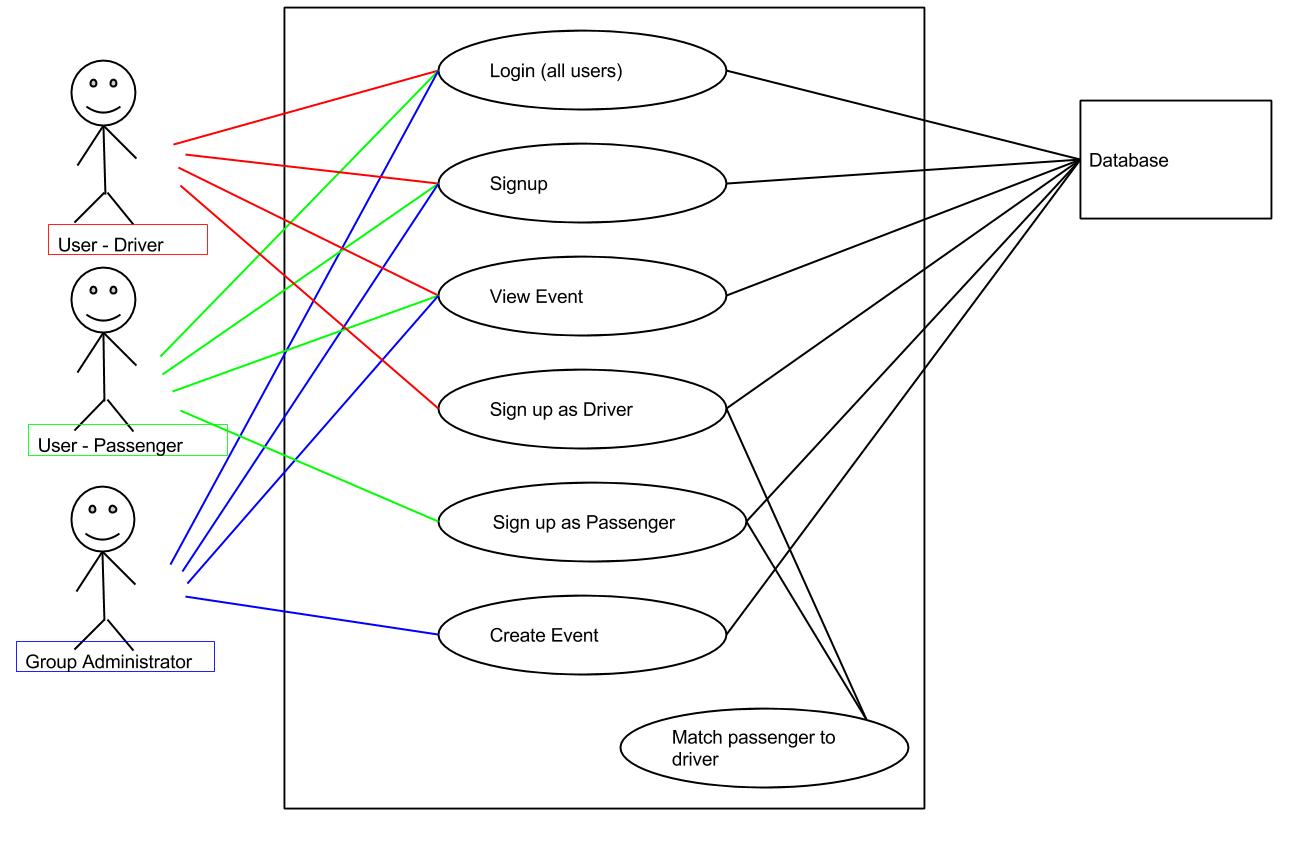 Login (all users)
Database
Signup
User - Driver
View Event
Sign up as Driver
User - Passenger
Sign up as Passenger
Create Event
Group Administrator
Match passenger to
driver